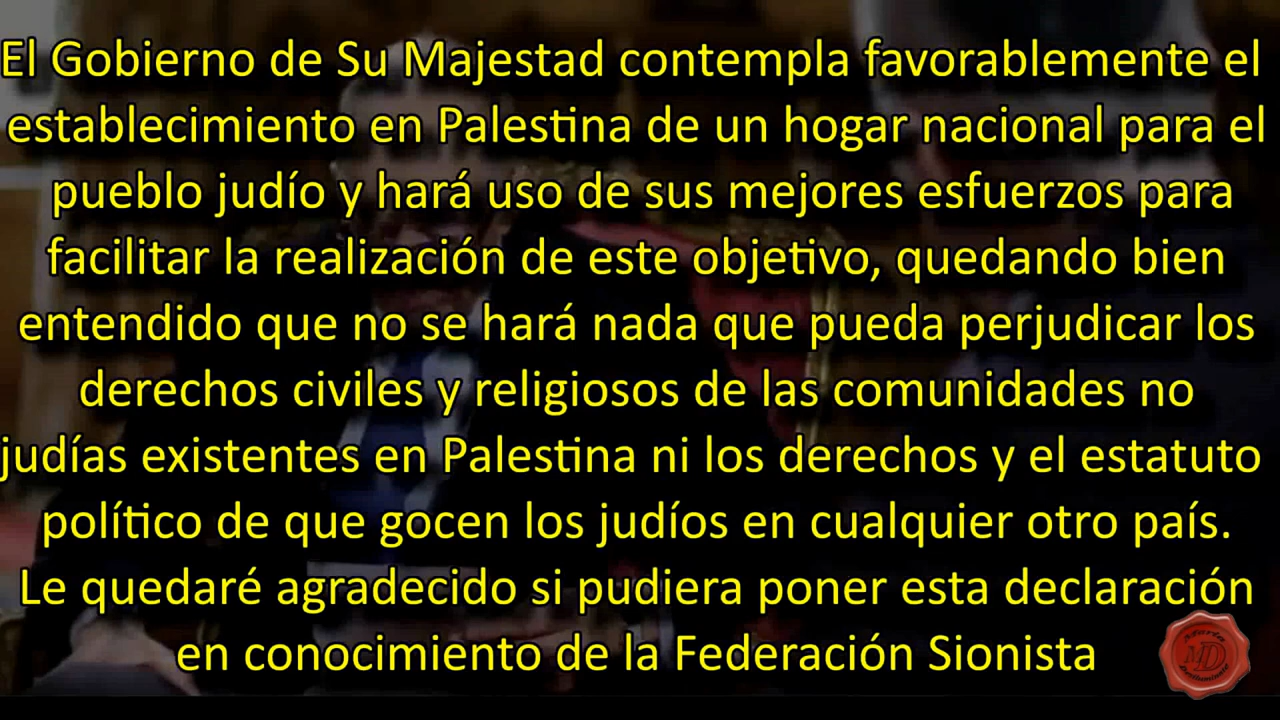 El Gobierno de Su Majestad contempla favorablemente el
establecimiento en Palestina de un hogar nacional para el
pueblo judío y hará uso de sus mejores esfuerzos para
facilitar la realización de este objetivo, quedando bien
entendido que no se hará nada que pueda perjudicar los
derechos civiles y religiosos de las comunidades no
judías existentes en Palestina ni los derechos y el estatuto
político de que gocen los judíos en cualquier otro país.
Le quedaré agradecido si pudiera poner esta declaración
en conocimiento de la Federación Sionista
MD